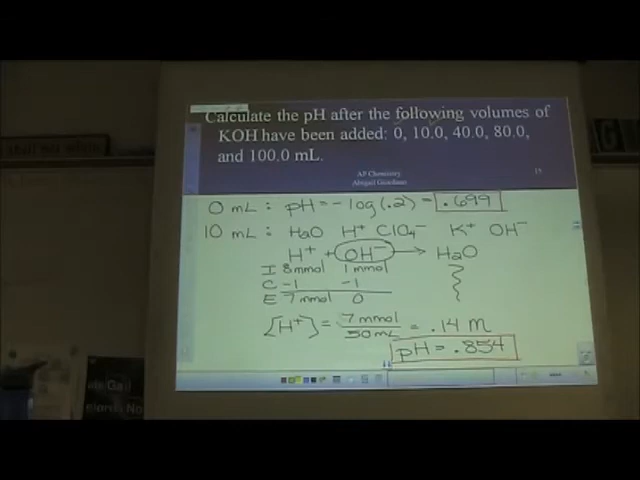 Calculate the pH after the following volumes of
KOH have been added: 0, 10.0, 40.0, 80.0,
and 100.0 mL.
AP Chemistry
15
0 mL : pH = - log (.2) = .699
10 mL : H2O H+ ClO4- K+ OH-
H+ + OH- → H2O
I 8 mmol 1 mmol
C -1 -1
E 7 mmol 0
[H+] = 7 mmol / 50 mL = .14 M
pH = .854